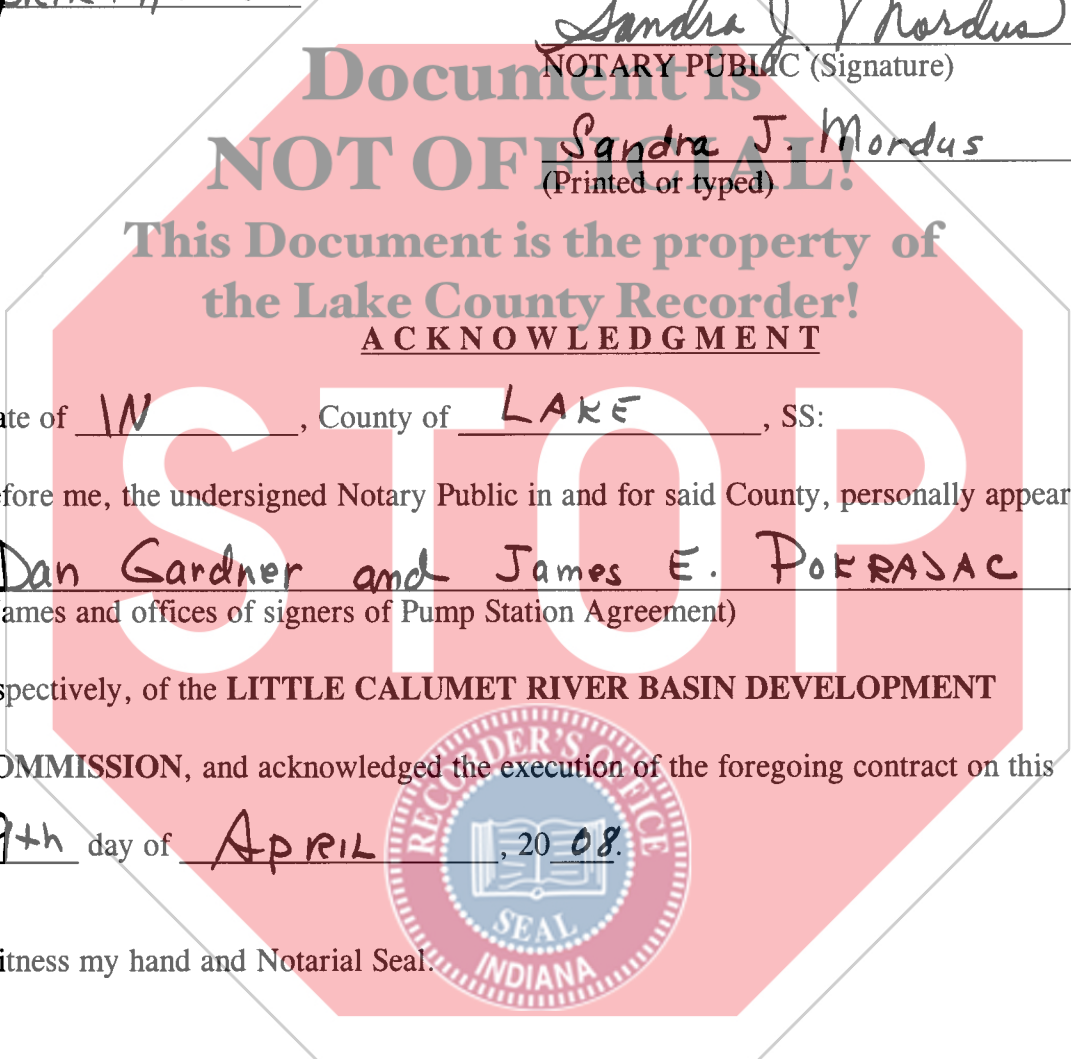 Sandra J. Mordus
NOTARY PUBLIC (Signature)
Document is
Sandra J. Mordus
NOT OFFICIAL!
(Printed or typed)
This Document is the property of
the Lake County Recorder!
ACKNOWLEDGMENT
ate of IN, County of LAKE, SS:
STOP
fore me, the undersigned Notary Public in and for said County, personally appear
Dan Gardner and James E. POKRAJAC
ames and offices of signers of Pump Station Agreement)
spectively, of the LITTLE CALUMET RIVER BASIN DEVELOPMENT
OMMISSION, and acknowledged the execution of the foregoing contract on this
9th day of APRIL, 20 08.
RECORDER'S OFFICE
SEAL
INDIANA
itness my hand and Notarial Seal.